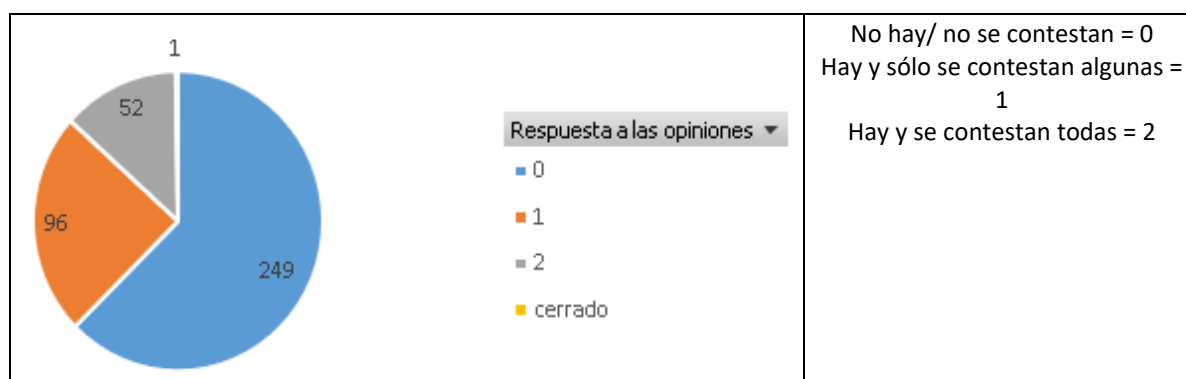 1
52
96
249
Respuesta a las opiniones
0
1
2
cerrado
No hay/ no se contestan = 0
Hay y sólo se contestan algunas =
1
Hay y se contestan todas = 2